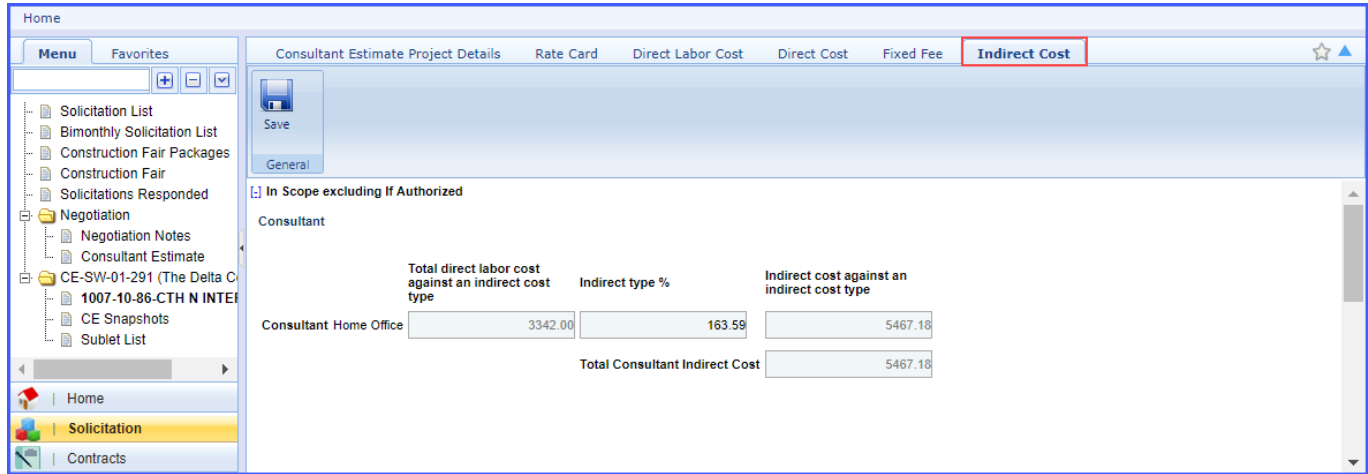 Home
Menu Favorites
Solicitation List
Bimonthly Solicitation List
Construction Fair Packages
Construction Fair
Solicitations Responded
Negotiation
Negotiation Notes
Consultant Estimate
CE-SW-01-291 (The Delta C
1007-10-86-CTH N INTE
CE Snapshots
Sublet List
| Home
| Solicitation
| Contracts
Consultant Estimate Project Details Rate Card Direct Labor Cost Direct Cost Fixed Fee Indirect Cost
Save
General
[-] In Scope excluding If Authorized
Consultant
Total direct labor cost
against an indirect cost
type
Indirect type %
Indirect cost against an
indirect cost type
Consultant Home Office 3342.00 163.59 5467.18
Total Consultant Indirect Cost 5467.18